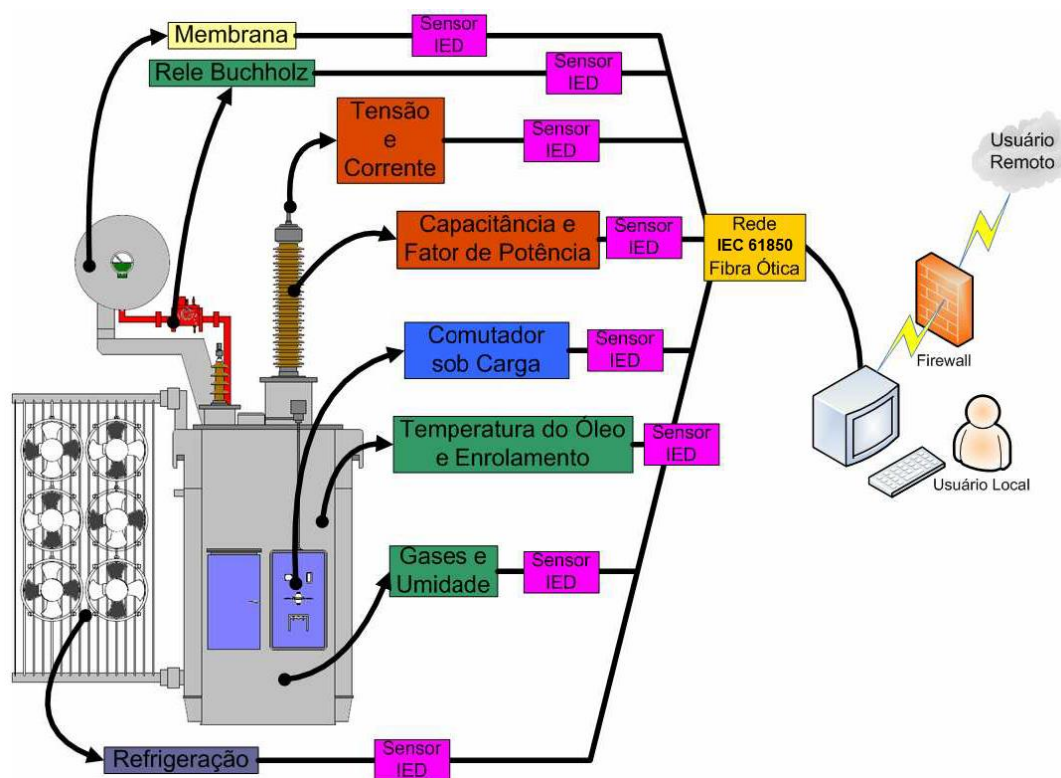 Membrana
Sensor
IED
Rele Buchholz
Sensor
IED
Tensão
e
Corrente
Sensor
IED
Usuário
Remoto
Capacitância e
Fator de Potência
Sensor
IED
Rede
IEC 61850
Fibra Ótica
Firewall
Comutador
sob Carga
Sensor
IED
Temperatura do Óleo
e Enrolamento
Sensor
IED
Usuário Local
Gases e
Umidade
Sensor
IED
Refrigeração
Sensor
IED